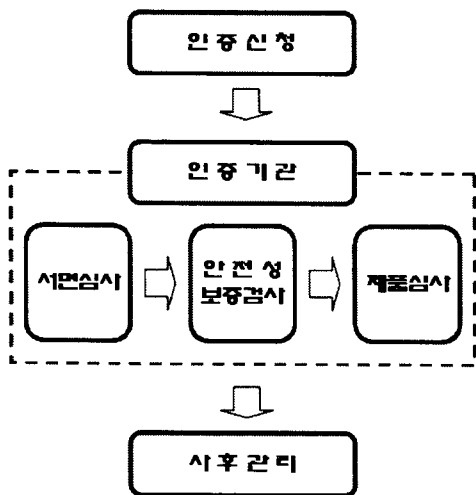 인증신청
인증기관
서면심사
안전성
보증검사
제품심사
사후관리